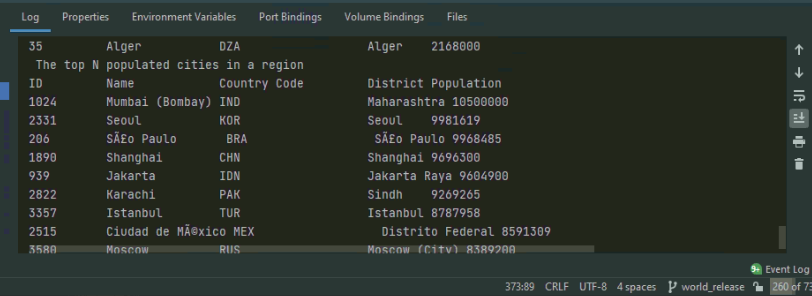 Log Properties Environment Variables Port Bindings Volume Bindings Files
35 Alger DZA Alger 2168000
The top N populated cities in a region
ID Name Country Code District Population
1024 Mumbai (Bombay) IND Maharashtra 10500000
2331 Seoul KOR Seoul 9981619
206 SÃ£o Paulo BRA SÃ£o Paulo 9968485
1890 Shanghai CHN Shanghai 9696300
939 Jakarta IDN Jakarta Raya 9604900
2822 Karachi PAK Sindh 9269265
3357 Istanbul TUR Istanbul 8787958
2515 Ciudad de MÃ©xico MEX Distrito Federal 8591309
3580 Moscow RUS Moscow (City) 8389200
9+ Event Log
373:89 CRLF UTF-8 4 spaces world_release 260 of